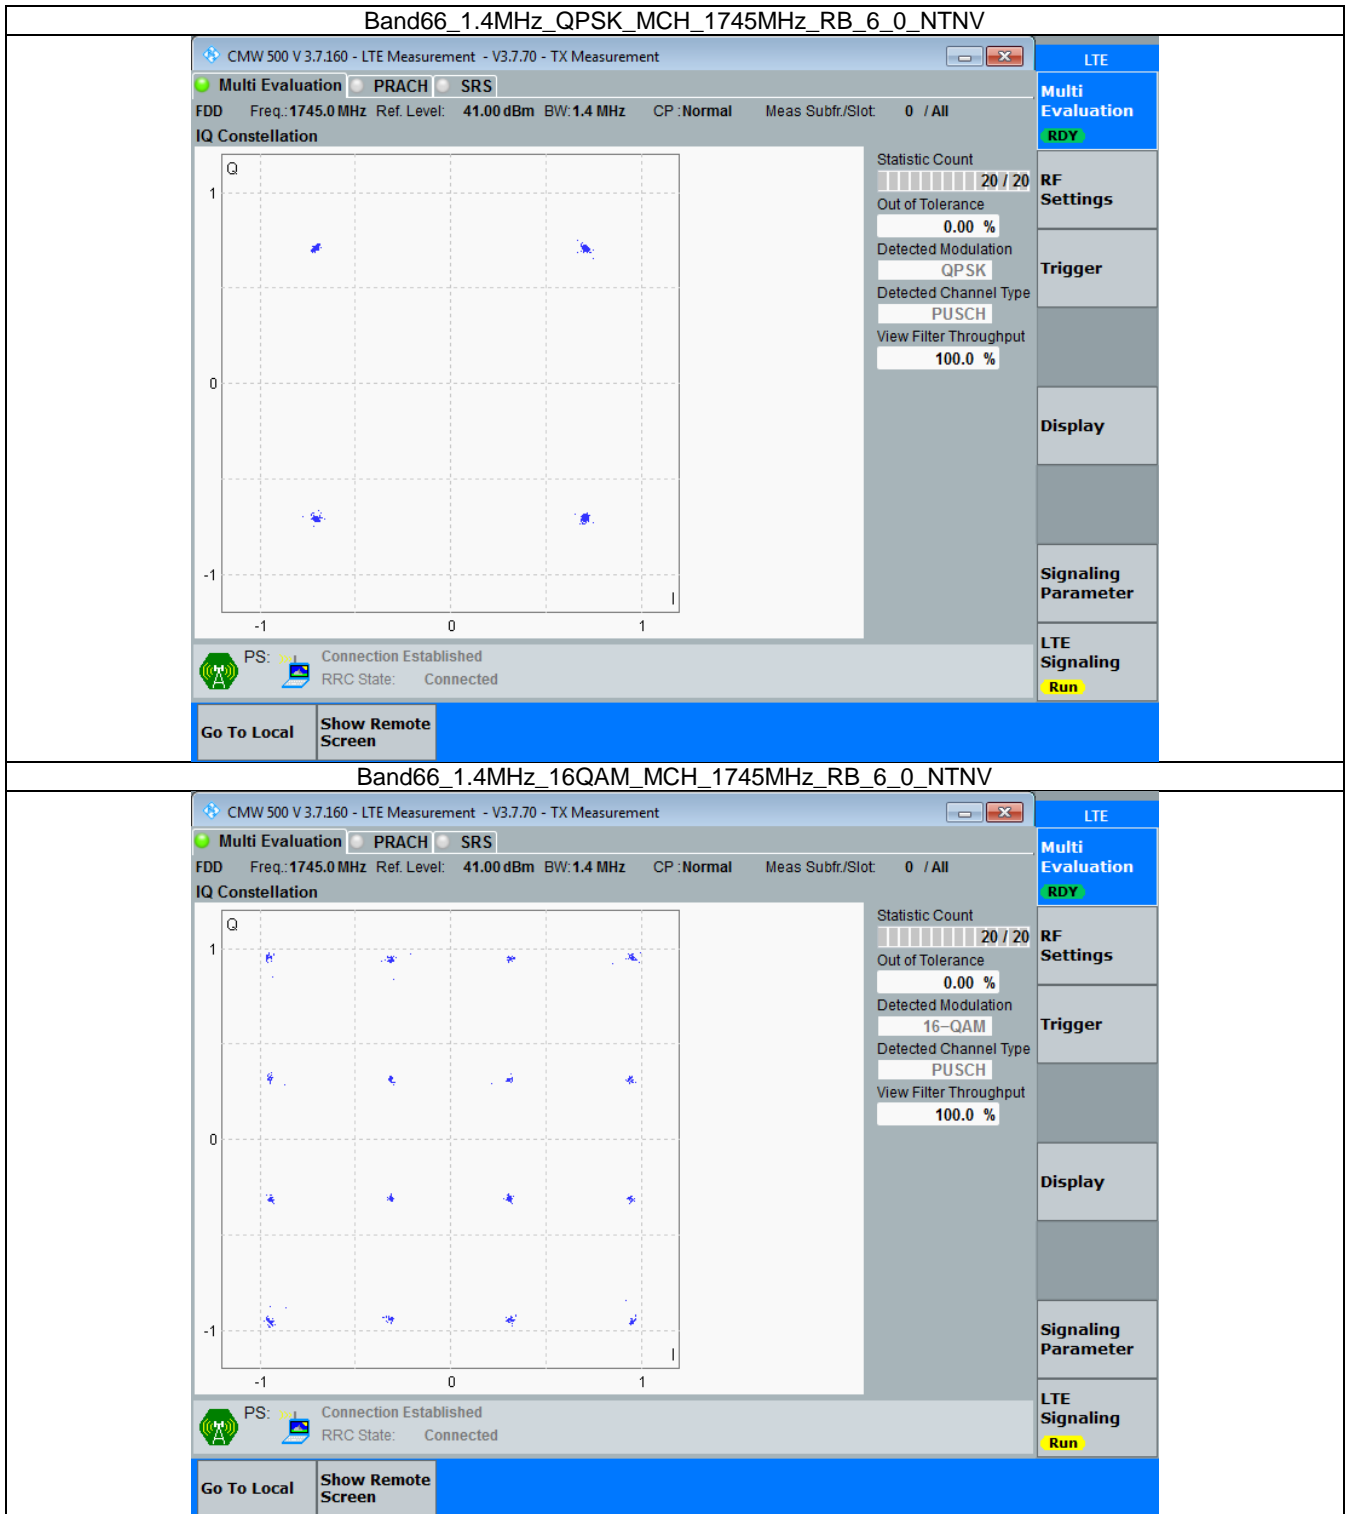 Band66_1.4MHz_QPSK_MCH_1745MHz_RB_6_0_NTNV
CMW 500 V 3.7.160 - LTE Measurement - V3.7.70 - TX Measurement
LTE
Multi Evaluation PRACH SRS
Multi Evaluation
RDY
FDD Freq.: 1745.0 MHz Ref. Level: 41.00 dBm BW: 1.4 MHz CP : Normal Meas Subfr./Slot: 0 / All
IQ Constellation
Q
1
0
-1
I
-1 0 1
Statistic Count
20 / 20
Out of Tolerance
0.00 %
Detected Modulation
QPSK
Detected Channel Type
PUSCH
View Filter Throughput
100.0 %
RF Settings
Trigger
Display
Signaling Parameter
LTE Signaling
Run
PS: Connection Established
RRC State: Connected
Go To Local
Show Remote Screen
Band66_1.4MHz_16QAM_MCH_1745MHz_RB_6_0_NTNV
CMW 500 V 3.7.160 - LTE Measurement - V3.7.70 - TX Measurement
LTE
Multi Evaluation PRACH SRS
Multi Evaluation
RDY
FDD Freq.: 1745.0 MHz Ref. Level: 41.00 dBm BW: 1.4 MHz CP : Normal Meas Subfr./Slot: 0 / All
IQ Constellation
Q
1
0
-1
I
-1 0 1
Statistic Count
20 / 20
Out of Tolerance
0.00 %
Detected Modulation
16-QAM
Detected Channel Type
PUSCH
View Filter Throughput
100.0 %
RF Settings
Trigger
Display
Signaling Parameter
LTE Signaling
Run
PS: Connection Established
RRC State: Connected
Go To Local
Show Remote Screen